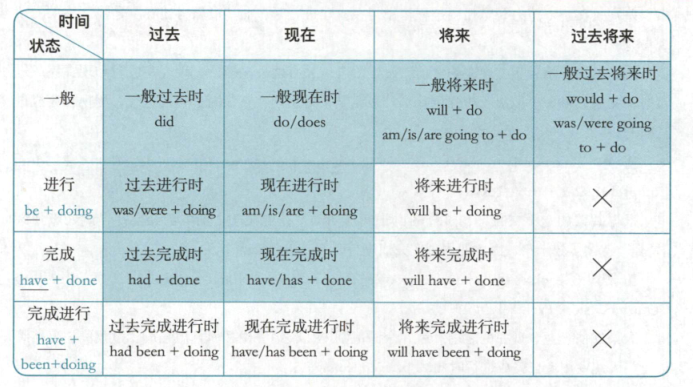 时间
状态
过去
现在
将来
过去将来
一般
一般过去时
did
一般现在时
do/does
一般将来时
will + do
am/is/are going to + do
一般过去将来时
would + do
was/were going
to + do
进行
be + doing
过去进行时
was/were + doing
现在进行时
am/is/are + doing
将来进行时
will be + doing
×
完成
have + done
过去完成时
had + done
现在完成时
have/has + done
将来完成时
will have + done
×
完成进行
have +
been+doing
过去完成进行时
had been + doing
现在完成进行时
have/has been + doing
将来完成进行时
will have been + doing
×